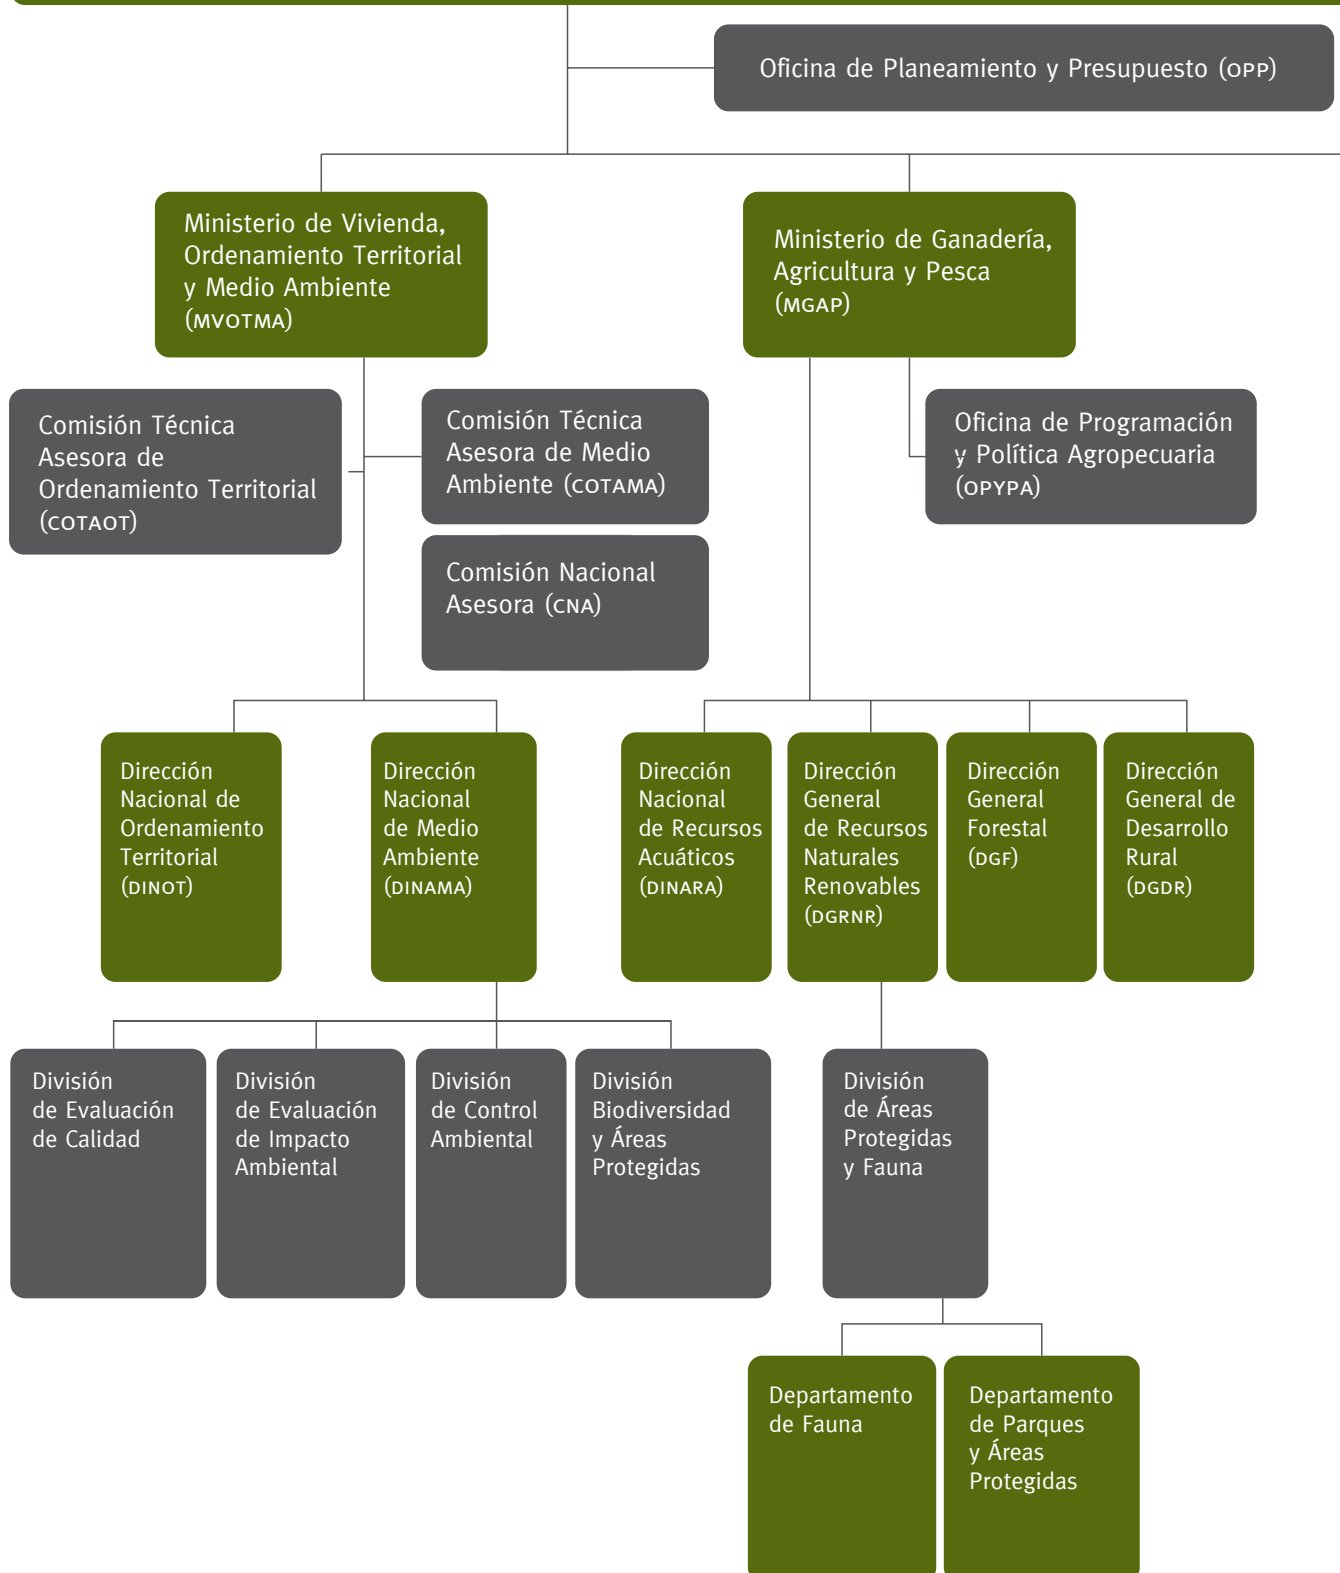 Oficina de Planeamiento y Presupuesto (OPP)
Ministerio de Vivienda,
Ordenamiento Territorial
y Medio Ambiente
(MVOTMA)
Ministerio de Ganadería,
Agricultura y Pesca
(MGAP)
Comisión Técnica
Asesora de
Ordenamiento Territorial
(COTAOT)
Comisión Técnica
Asesora de Medio
Ambiente (COTAMA)
Oficina de Programación
y Política Agropecuaria
(OPYPA)
Comisión Nacional
Asesora (CNA)
Dirección
Nacional de
Ordenamiento
Territorial
(DINOT)
Dirección
Nacional
de Medio
Ambiente
(DINAMA)
Dirección
Nacional
de Recursos
Acuáticos
(DINARA)
Dirección
General
de Recursos
Naturales
Renovables
(DGRNR)
Dirección
General
Forestal
(DGF)
Dirección
General de
Desarrollo
Rural
(DGDR)
División
de Evaluación
de Calidad
División
de Evaluación
de Impacto
Ambiental
División
de Control
Ambiental
División
Biodiversidad
y Áreas
Protegidas
División
de Áreas
Protegidas
y Fauna
Departamento
de Fauna
Departamento
de Parques
y Áreas
Protegidas